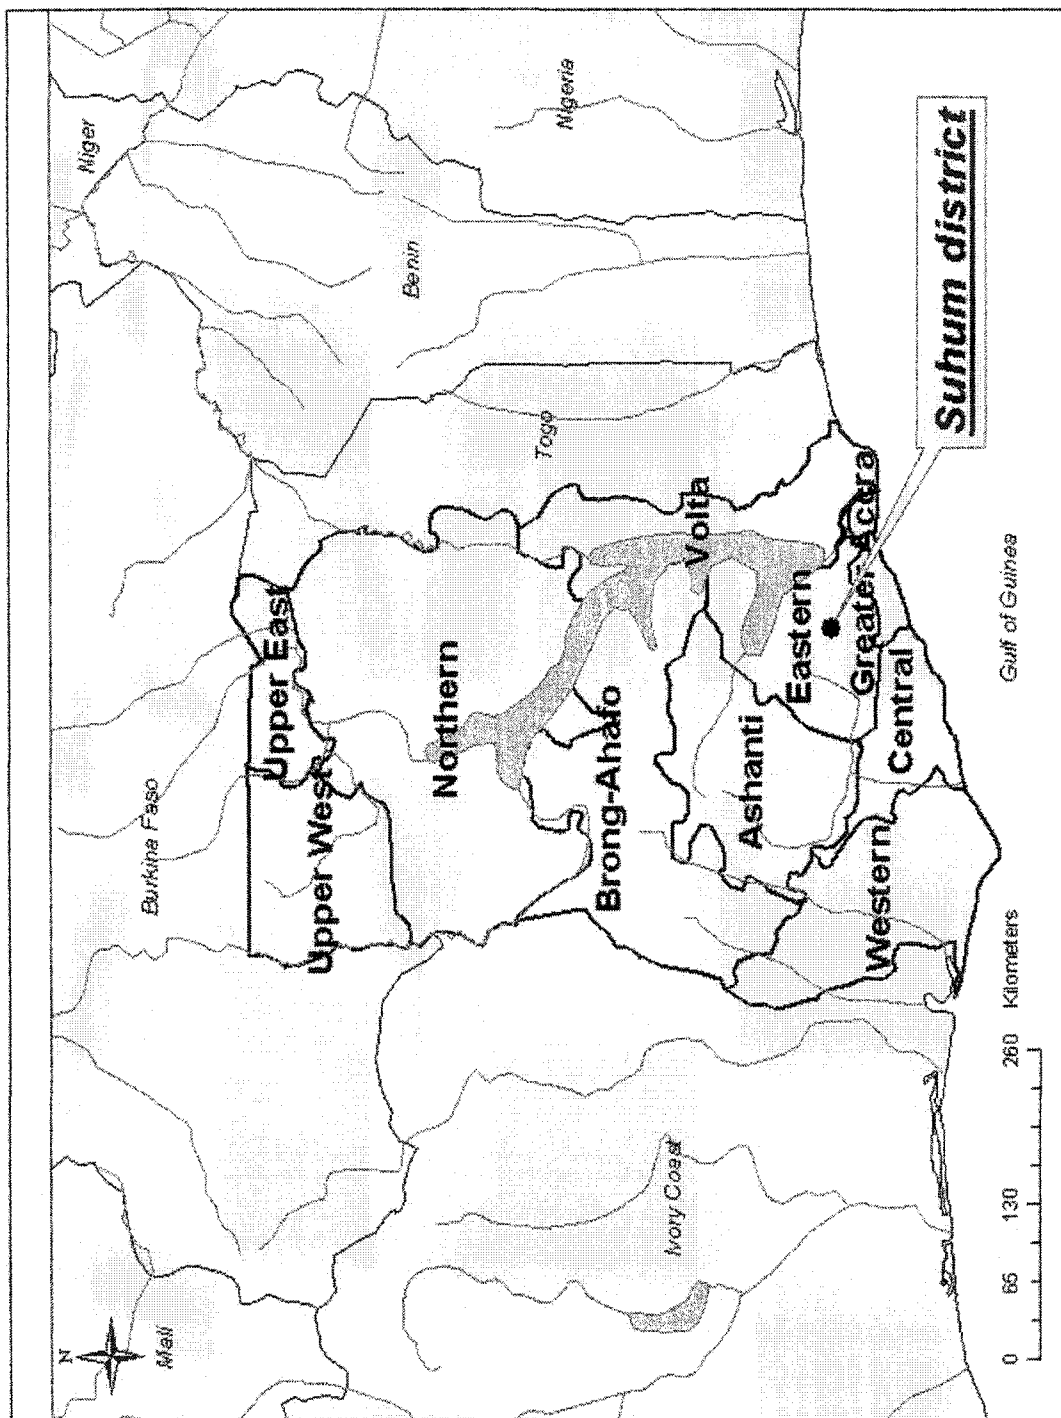 N
Mali
Burkina Faso
Niger
Upper East
Upper West
Northern
Benin
Nigeria
Togo
Brong-Ahafo
Volta
Ivory Coast
Ashanti
Eastern
Greater-Accra
Western
Central
Suhum district
Gulf of Guinea
0 65 130 260 Kilometers